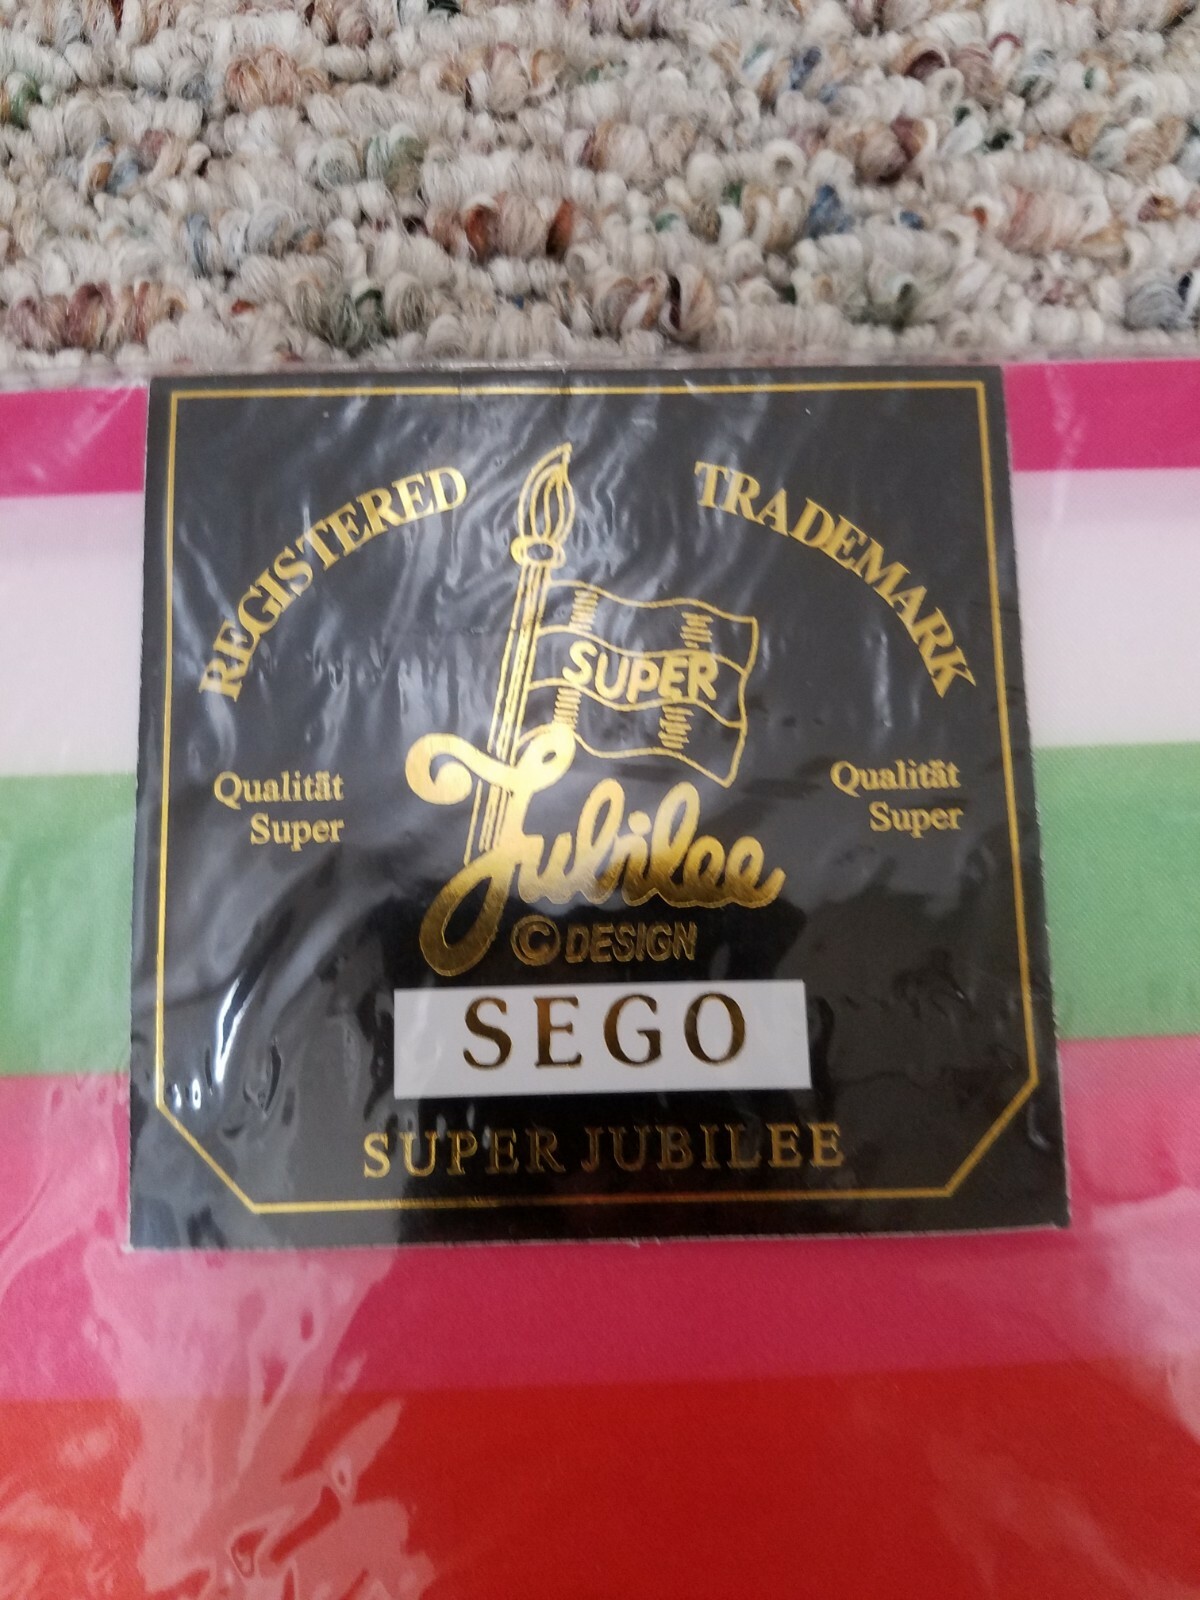 REGISTERED TRADEMARK
SUPER
Qualität
Super
Qualität
Super
Jubilee
© DESIGN
SEGO
SUPER JUBILEE